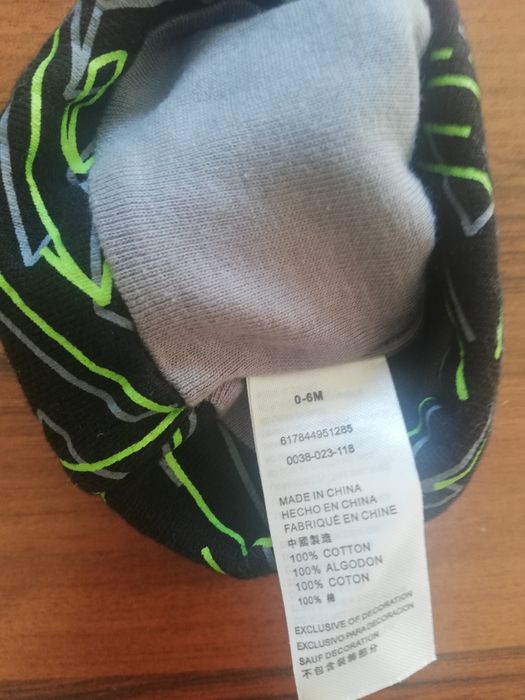 0-6M
617844951285
0038-023-118
MADE IN CHINA
HECHO EN CHINA
FABRIQUÉ EN CHINE
中國製造
100% COTTON
100% ALGODON
100% COTON
100% 棉
EXCLUSIVE OF DECORATION
EXCLUSIVO PARA DECORACION
SAUF DECORATION
不包含裝飾部分